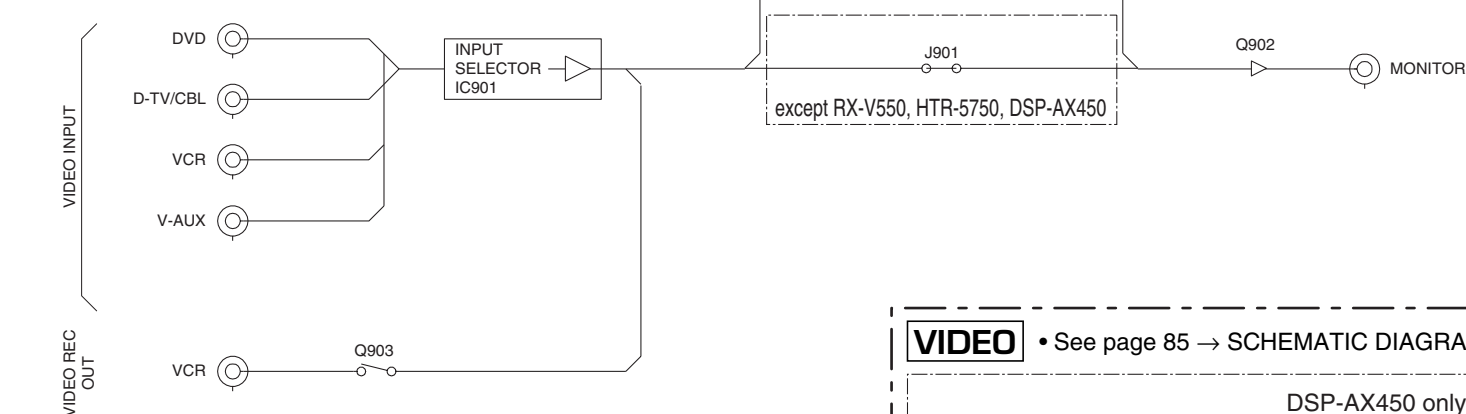 VIDEO INPUT
DVD
D-TV/CBL
VCR
V-AUX
INPUT
SELECTOR
IC901
J901
except RX-V550, HTR-5750, DSP-AX450
Q902
MONITOR
VIDEO REC
OUT
VCR
Q903
VIDEO • See page 85 → SCHEMATIC DIAGRA
DSP-AX450 only